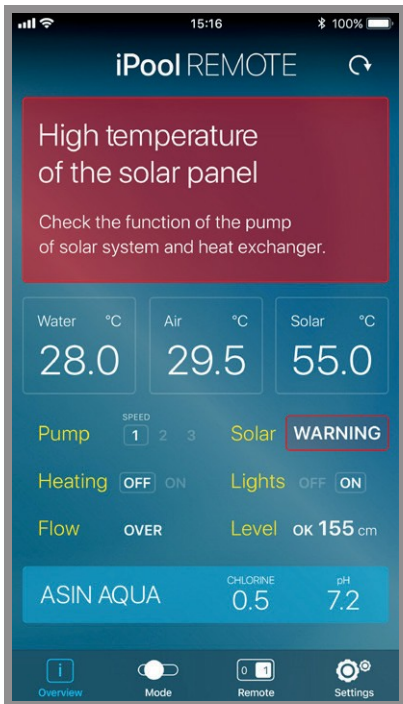 15:16
100%
iPool REMOTE
High temperature
of the solar panel
Check the function of the pump
of solar system and heat exchanger.
Water °C Air °C Solar °C
28.0 29.5 55.0
SPEED
Pump 1 2 3 Solar WARNING
Heating OFF ON Lights OFF ON
Flow OVER Level OK 155 cm
CHLORINE pH
ASIN AQUA 0.5 7.2
i 0 1
Overview Mode Remote Settings